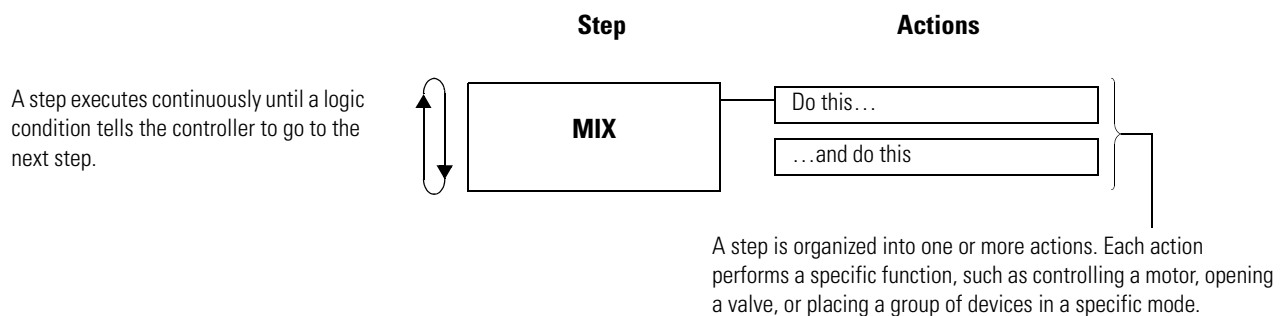 Step
Actions
A step executes continuously until a logic
condition tells the controller to go to the
next step.
MIX
Do this…
…and do this
A step is organized into one or more actions. Each action
performs a specific function, such as controlling a motor, opening
a valve, or placing a group of devices in a specific mode.